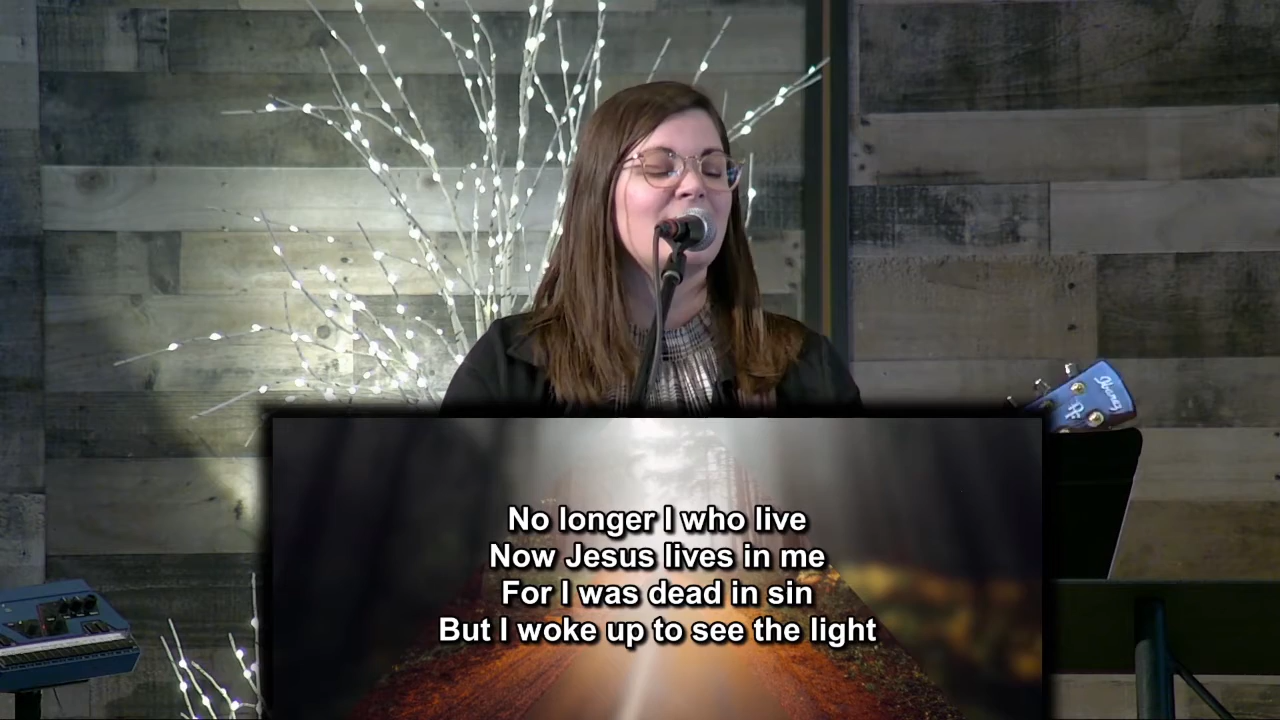 Ibanez
No longer I who live
Now Jesus lives in me
For I was dead in sin
But I woke up to see the light